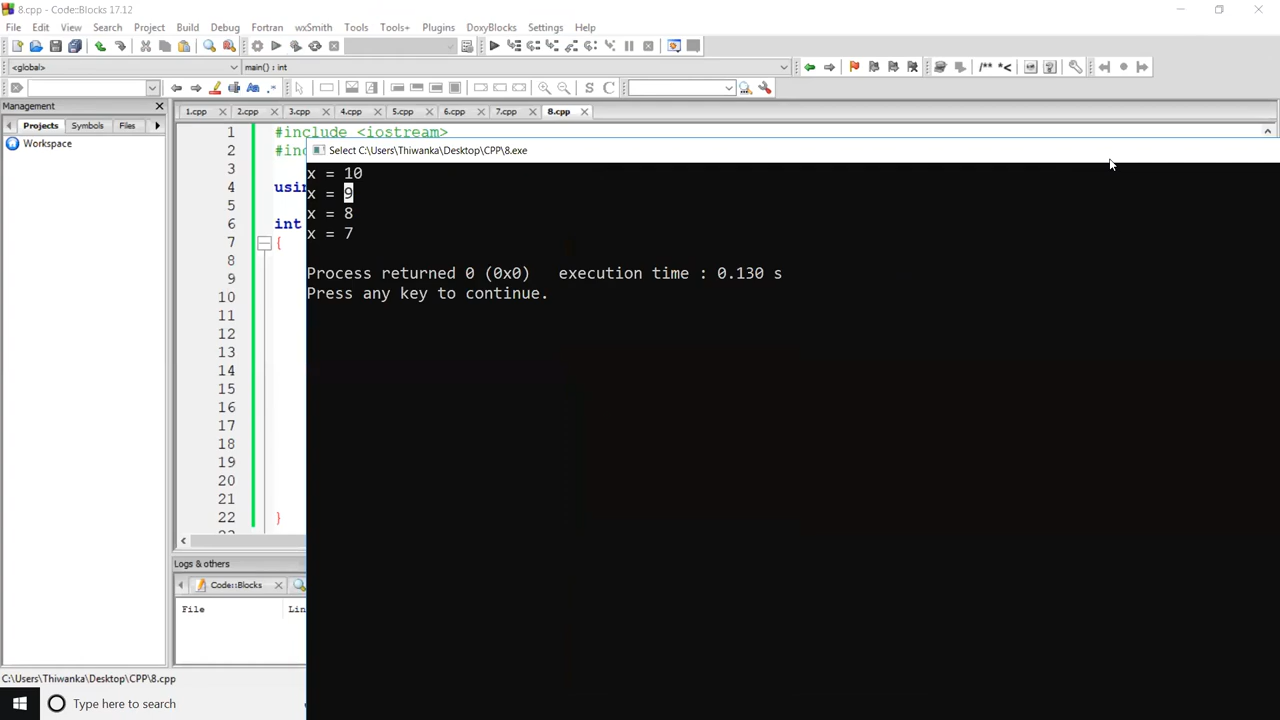 8.cpp - Code::Blocks 17.12
File Edit View Search Project Build Debug Fortran wxSmith Tools Tools+ Plugins DoxyBlocks Settings Help
<global> main() : int
/** *<
Aa .* S C
Management
Projects Symbols Files
Workspace
1.cpp 2.cpp 3.cpp 4.cpp 5.cpp 6.cpp 7.cpp 8.cpp
1 #include <iostream>
2 #inc
3
4 usin
5
6 int
7 {
8
9
10
11
12
13
14
15
16
17
18
19
20
21
22 }
Select C:\Users\Thiwanka\Desktop\CPP\8.exe
x = 10
x = 9
x = 8
x = 7
Process returned 0 (0x0) execution time : 0.130 s
Press any key to continue.
Logs & others
Code::Blocks
File Lin
C:\Users\Thiwanka\Desktop\CPP\8.cpp
Type here to search